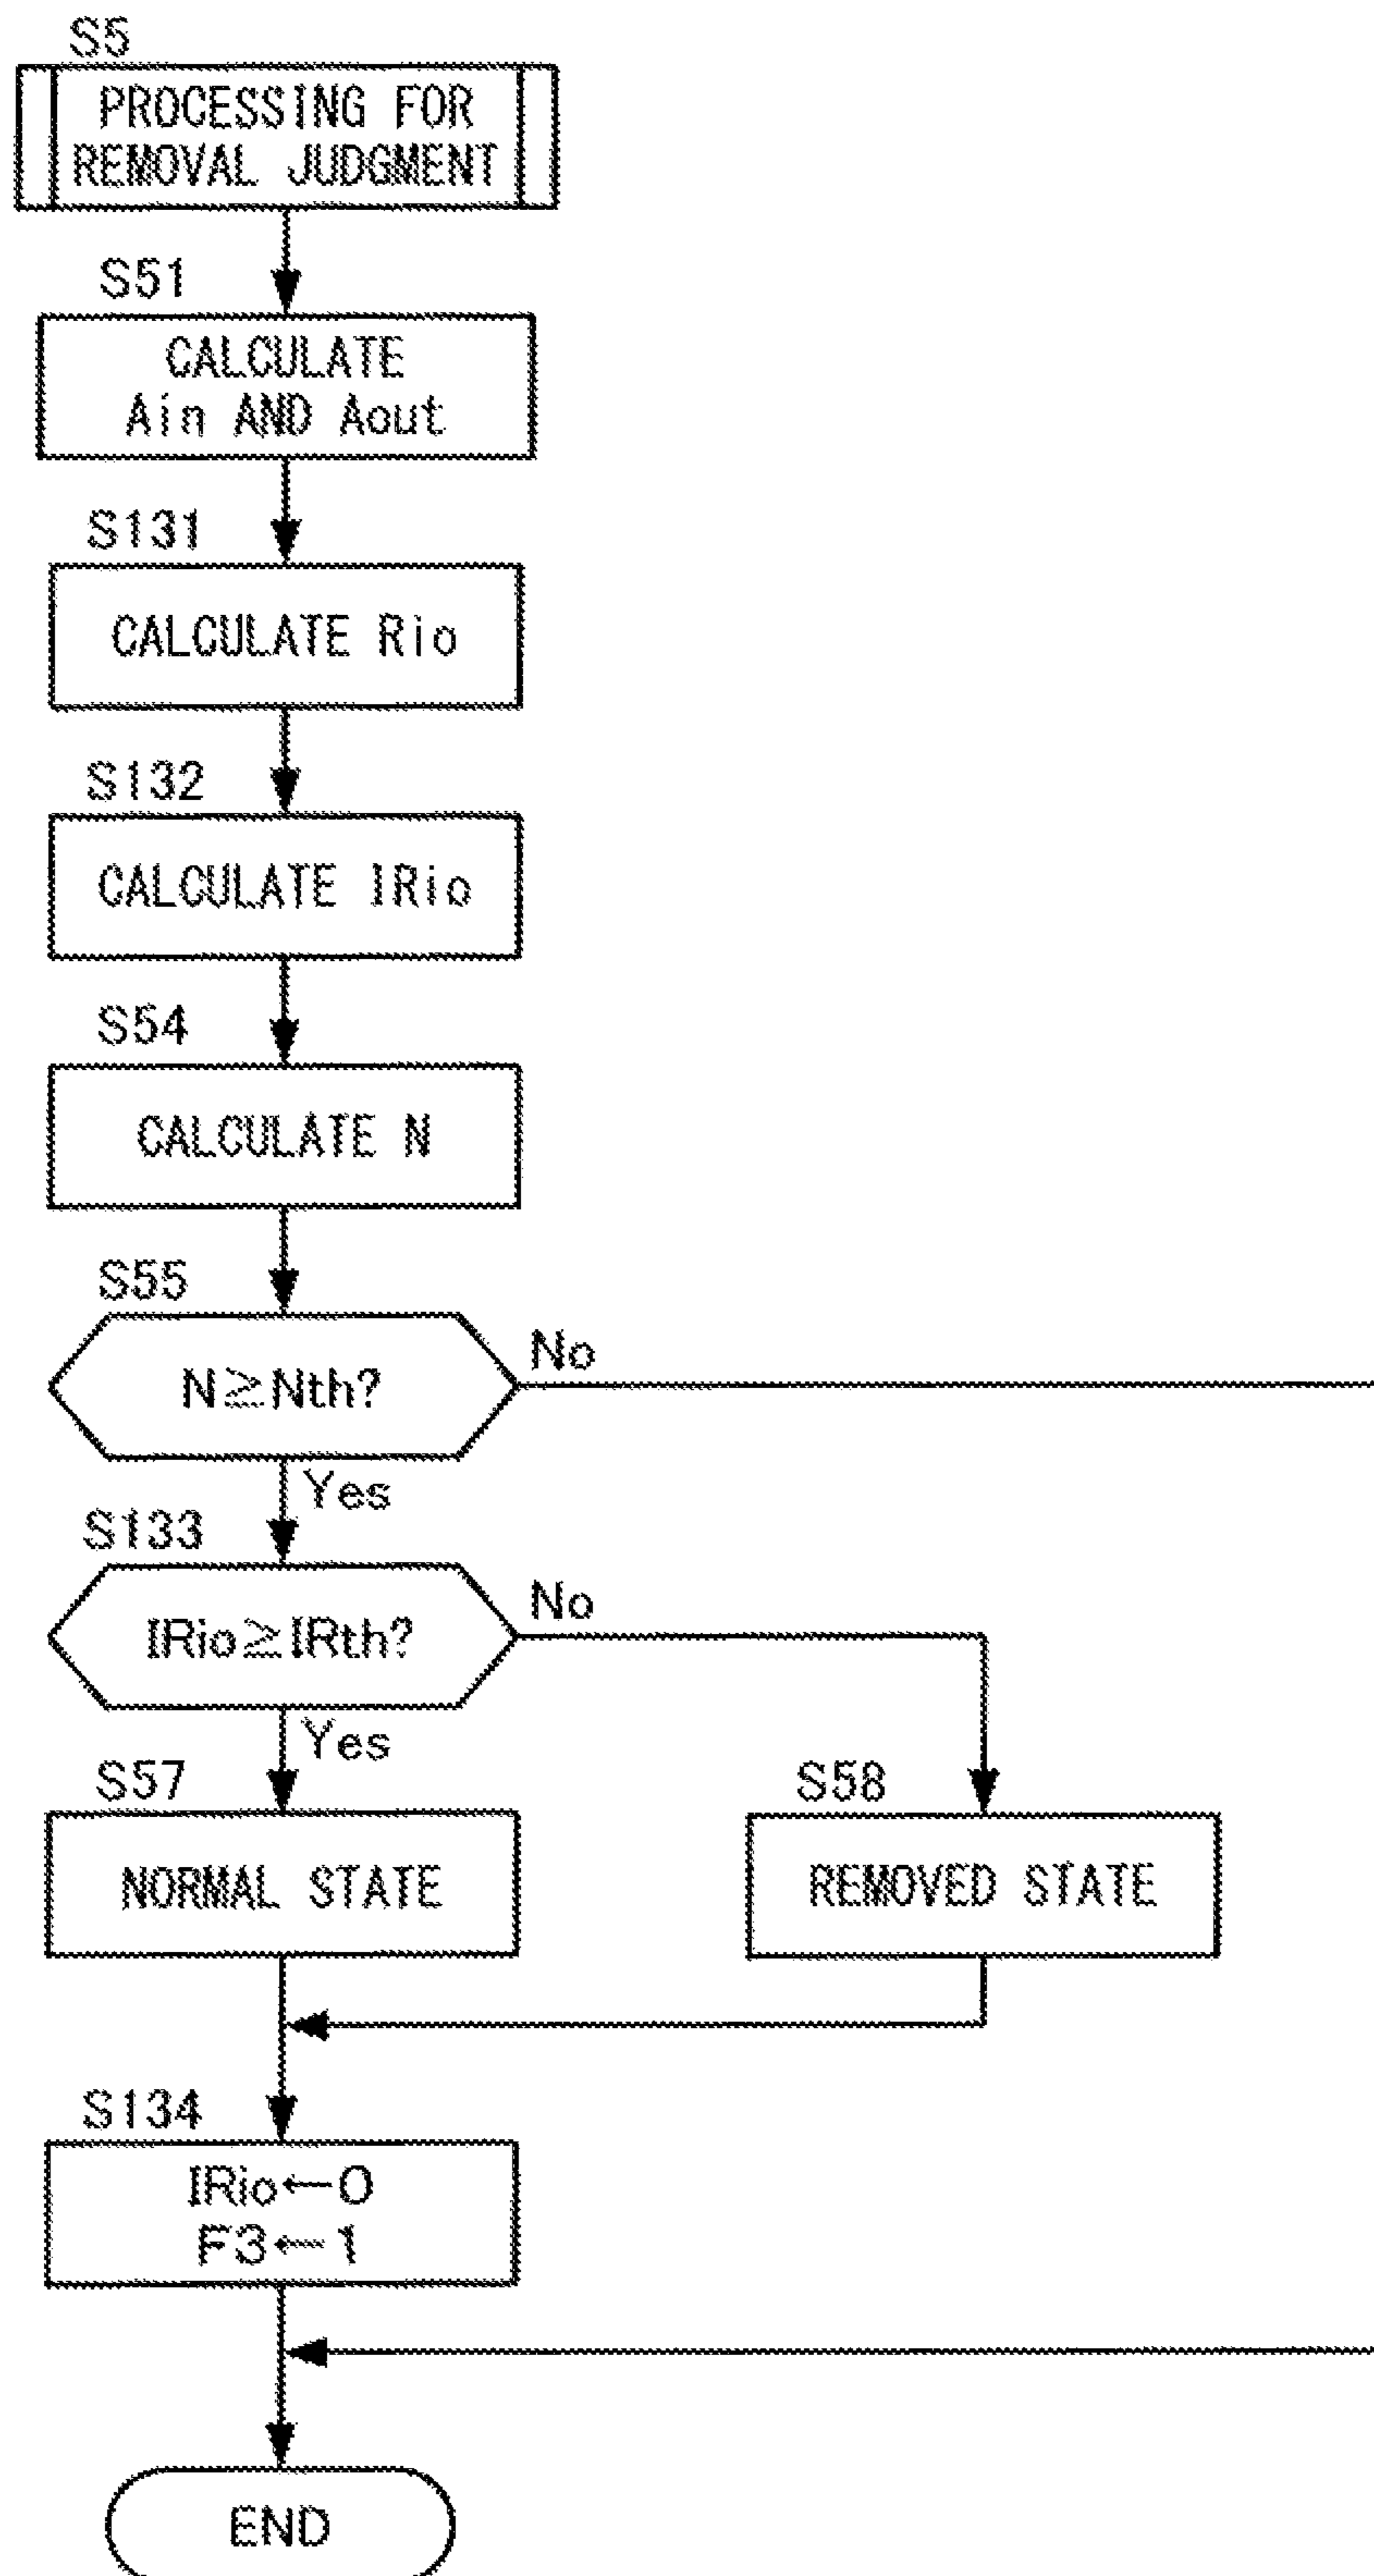 S5
PROCESSING FOR
REMOVAL JUDGMENT
S51
CALCULATE
Ain AND Aout
S131
CALCULATE Rio
S132
CALCULATE IRio
S54
CALCULATE N
S55
N≧Nth?
No
Yes
S133
IRio≧IRth?
No
Yes
S57
NORMAL STATE
S58
REMOVED STATE
S134
IRio←0
F3←1
END